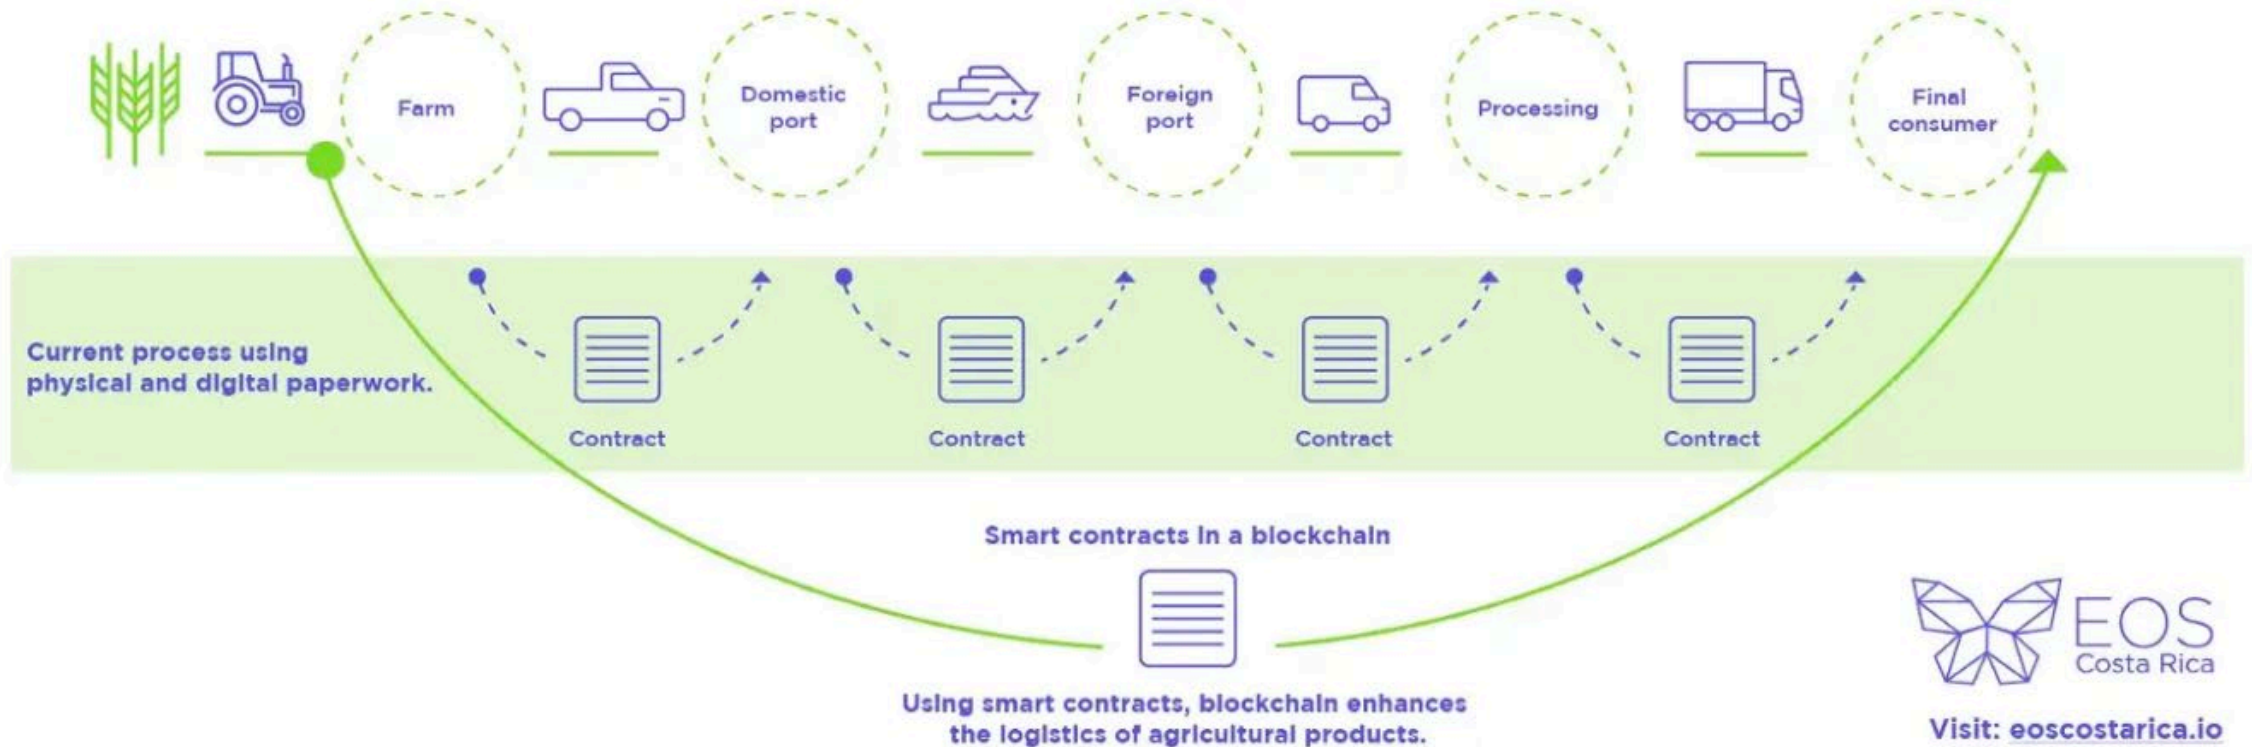 Farm
Domestic
port
Foreign
port
Processing
Final
consumer
Current process using
physical and digital paperwork.
Contract
Contract
Contract
Contract
Smart contracts in a blockchain
Using smart contracts, blockchain enhances
the logistics of agricultural products.
EOS
Costa Rica
Visit: eoscostarica.io